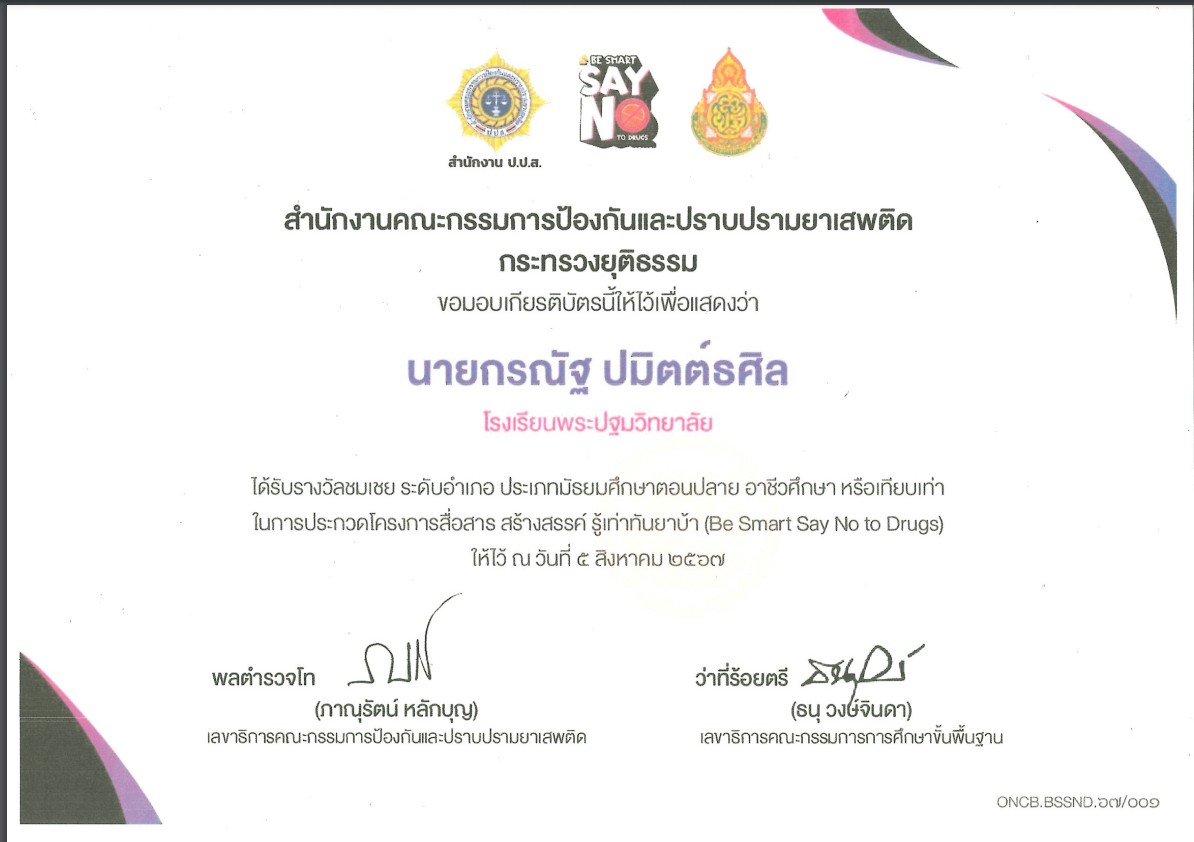 BE SMART
SAY
NO
TO DRUGS
ป.ป.ส.
สำนักงาน ป.ป.ส.
สำนักงานคณะกรรมการป้องกันและปราบปรามยาเสพติด
กระทรวงยุติธรรม
ขอมอบเกียรติบัตรนี้ให้ไว้เพื่อแสดงว่า
นายกรณัฐ ปมิตต์ธศิล
โรงเรียนพระปฐมวิทยาลัย
ได้รับรางวัลชมเชย ระดับอำเภอ ประเภทมัธยมศึกษาตอนปลาย อาชีวศึกษา หรือเทียบเท่า
ในการประกวดโครงการสื่อสาร สร้างสรรค์ รู้เท่าทันยาบ้า (Be Smart Say No to Drugs)
ให้ไว้ ณ วันที่ ๕ สิงหาคม ๒๕๖๗
พลตำรวจโท
(ภาณุรัตน์ หลักบุญ)
เลขาธิการคณะกรรมการป้องกันและปราบปรามยาเสพติด
ว่าที่ร้อยตรี
(ธนุ วงษ์จินดา)
เลขาธิการคณะกรรมการการศึกษาขั้นพื้นฐาน
ONCB.BSSND.๖๗/๐๐๑